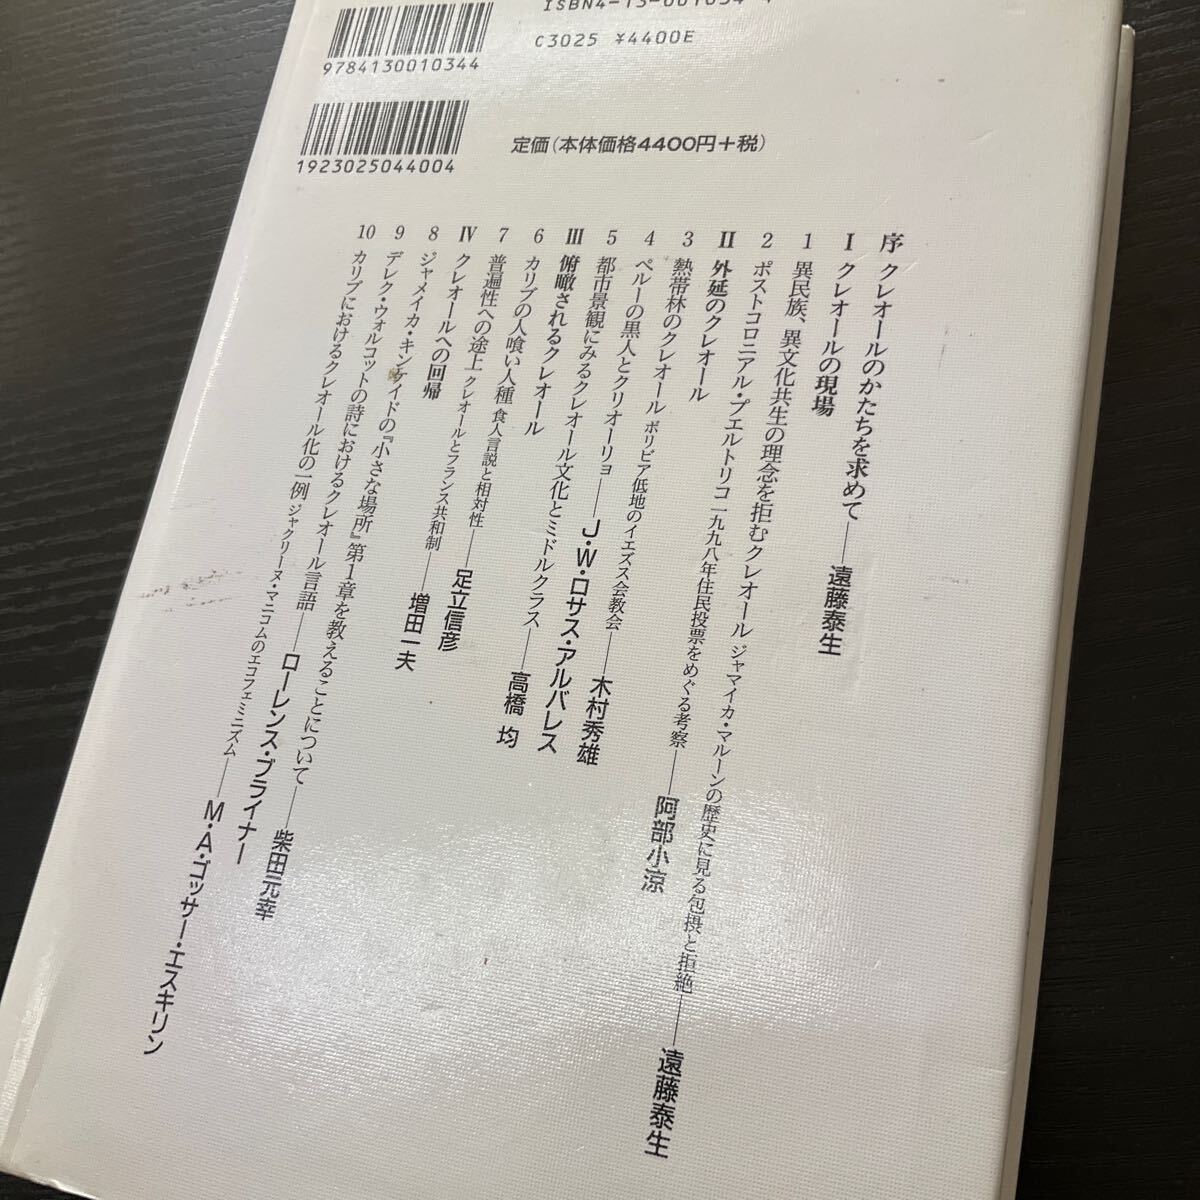 9784130010344
C3025 ¥4400E
1923025044004
定価(本体価格4400円+税)
序 クレオールのかたちを求めて――遠藤泰生
I クレオールの現場
1 異民族、異文化共生の理念を拒むクレオール ジャマイカ・マルーンの歴史に見る包摂と拒絶――遠藤泰生
2 ポストコロニアル・プエルトリコ 一九九八年住民投票をめぐる考察――阿部小涼
II 外延のクレオール
3 熱帯林のクレオール ボリビア低地のイエズス会教会――木村秀雄
4 ペルーの黒人とクリオーリョ――J・W・ロサス・アルバレス
5 都市景観にみるクレオール文化とミドルクラス――高橋 均
III 俯瞰されるクレオール
6 カリブの人喰い人種 食人言説と相対性――足立信彦
7 普遍性への途上 クレオールとフランス共和制――増田一夫
IV クレオールへの回帰
8 ジャメイカ・キンケイドの『小さな場所』第1章を教えることについて――柴田元幸
9 デレク・ウォルコットの詩におけるクレオール言語――ローレンス・ブライナー
10 カリブにおけるクレオール化の一例 ジャクリーヌ・マニコムのエコフェミニズム――M・A・ゴッサー・エスキリン